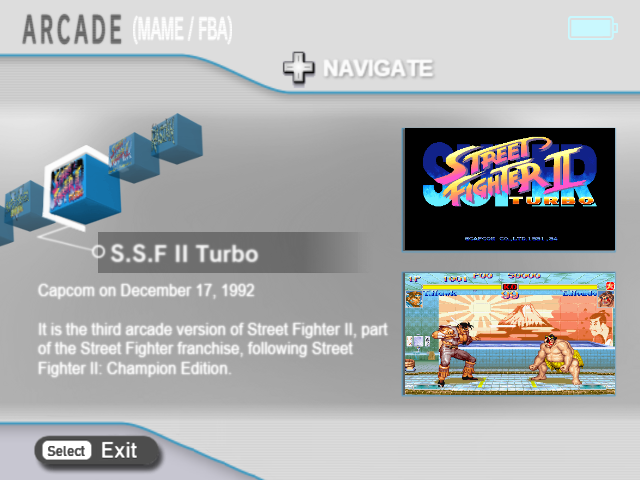 ARCADE (MAME / FBA)
NAVIGATE
STREET
FIGHTER II
SUPER
TURBO
S.S.F II Turbo
Capcom on December 17, 1992
It is the third arcade version of Street Fighter II, part
of the Street Fighter franchise, following Street
Fighter II: Champion Edition.
Select Exit